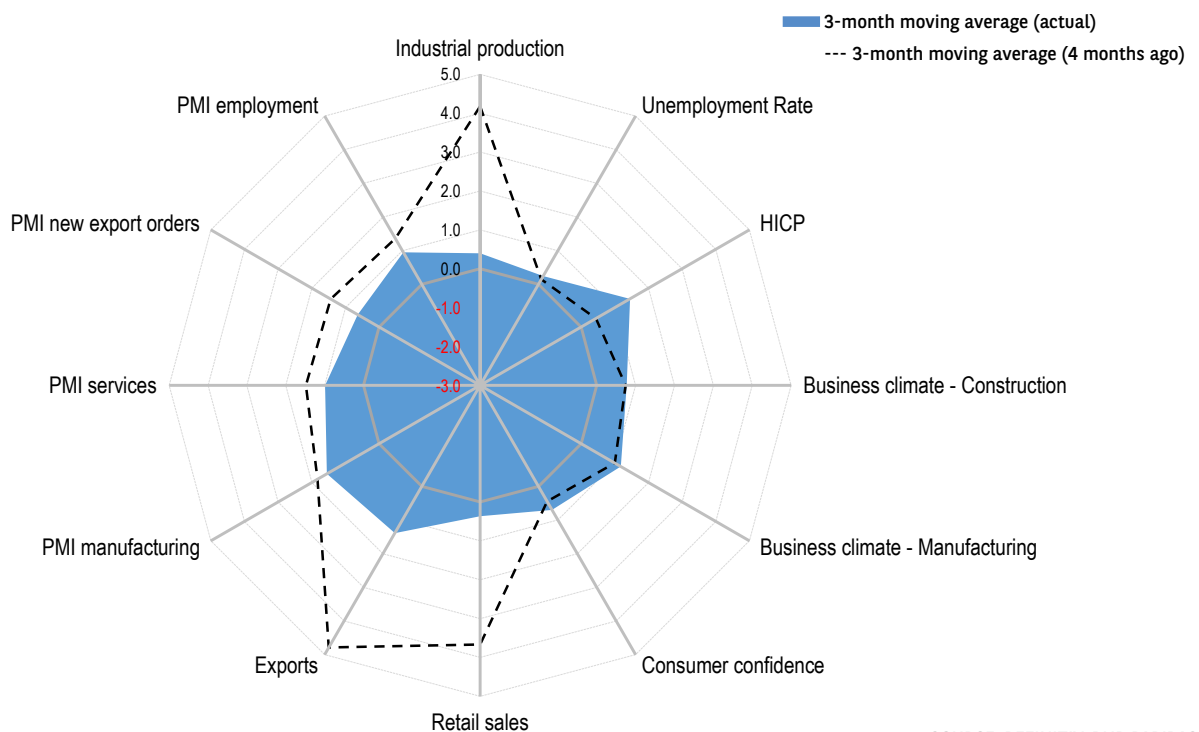 3-month moving average (actual)
--- 3-month moving average (4 months ago)
Industrial production
Unemployment Rate
HICP
Business climate - Construction
Business climate - Manufacturing
Consumer confidence
Retail sales
Exports
PMI manufacturing
PMI services
PMI new export orders
PMI employment
5.0
4.0
3.0
2.0
1.0
0.0
-1.0
-2.0
-3.0